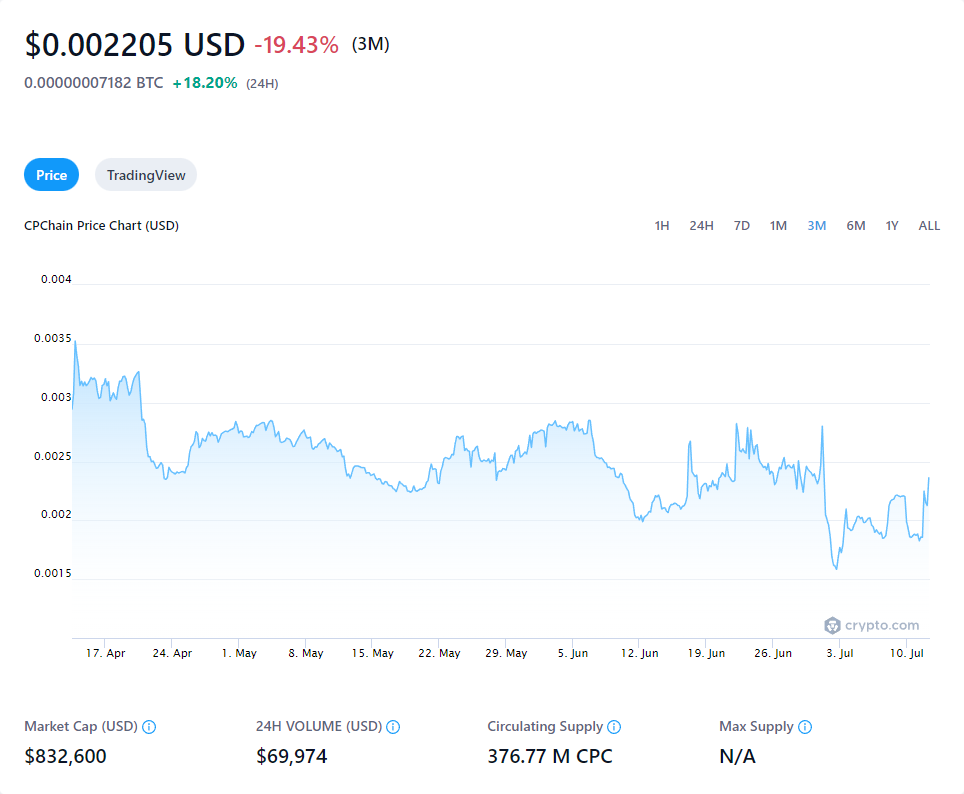 $0.002205 USD -19.43% (3M)
0.00000007182 BTC +18.20% (24H)
Price TradingView
CPChain Price Chart (USD) 1H 24H 7D 1M 3M 6M 1Y ALL
0.004
0.0035
0.003
0.0025
0.002
0.0015
crypto.com
17. Apr 24. Apr 1. May 8. May 15. May 22. May 29. May 5. Jun 12. Jun 19. Jun 26. Jun 3. Jul 10. Jul
Market Cap (USD) 24H VOLUME (USD) Circulating Supply Max Supply
$832,600 $69,974 376.77 M CPC N/A